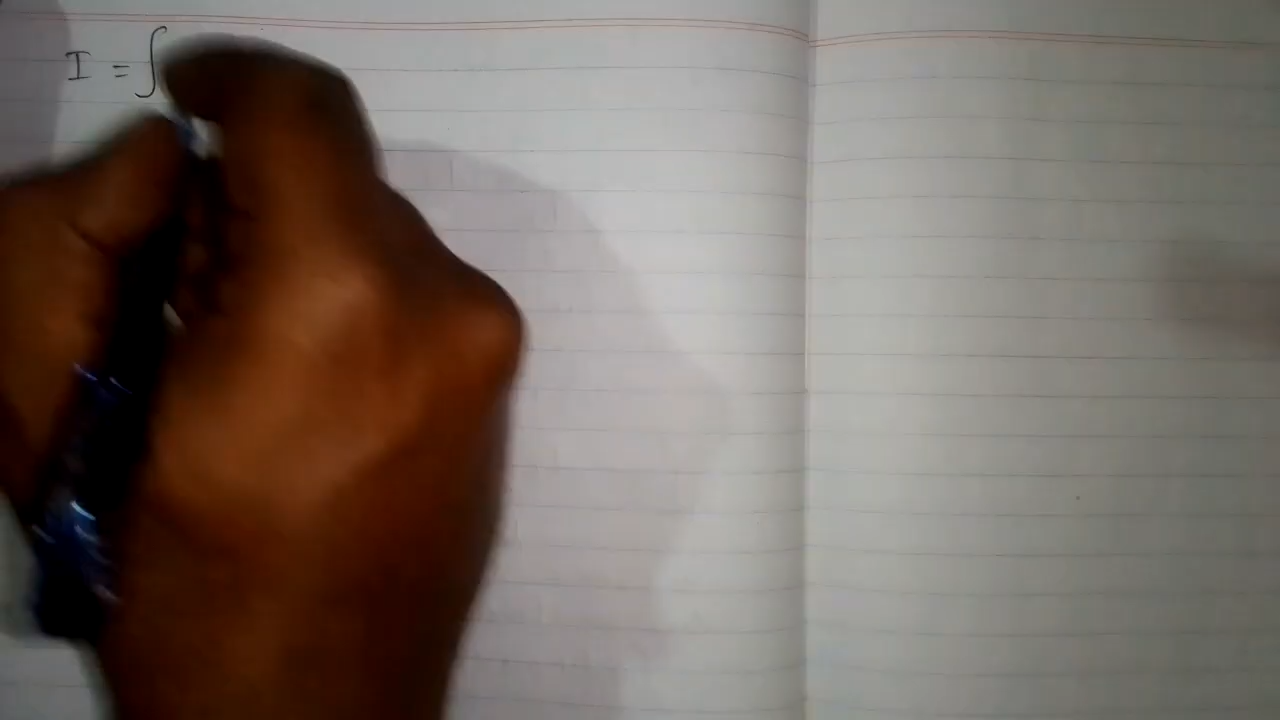 I = ∫